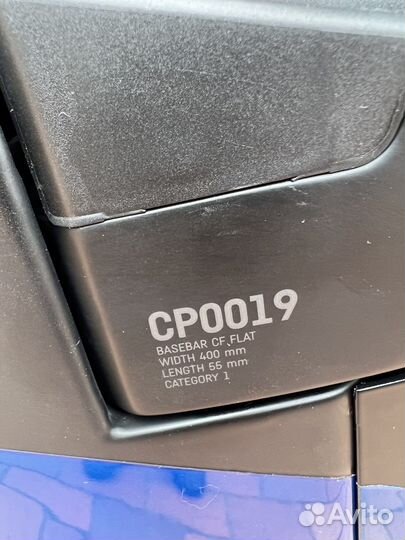 CP0019
BASEBAR CF, FLAT
WIDTH 400 mm
LENGTH 55 mm
CATEGORY 1
Avito